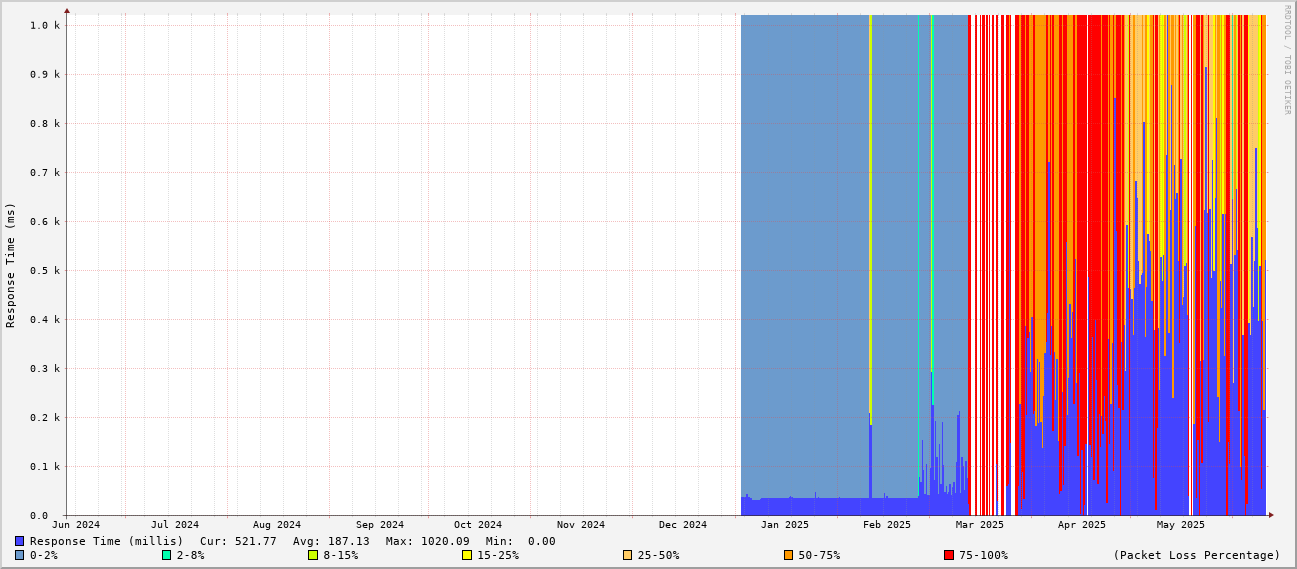 RRDTOOL / TOBI OETIKER
Response Time (ms)
1.0 k
0.9 k
0.8 k
0.7 k
0.6 k
0.5 k
0.4 k
0.3 k
0.2 k
0.1 k
0.0
Jun 2024 Jul 2024 Aug 2024 Sep 2024 Oct 2024 Nov 2024 Dec 2024 Jan 2025 Feb 2025 Mar 2025 Apr 2025 May 2025
Response Time (millis) Cur: 521.77 Avg: 187.13 Max: 1020.09 Min: 0.00
0-2% 2-8% 8-15% 15-25% 25-50% 50-75% 75-100% (Packet Loss Percentage)